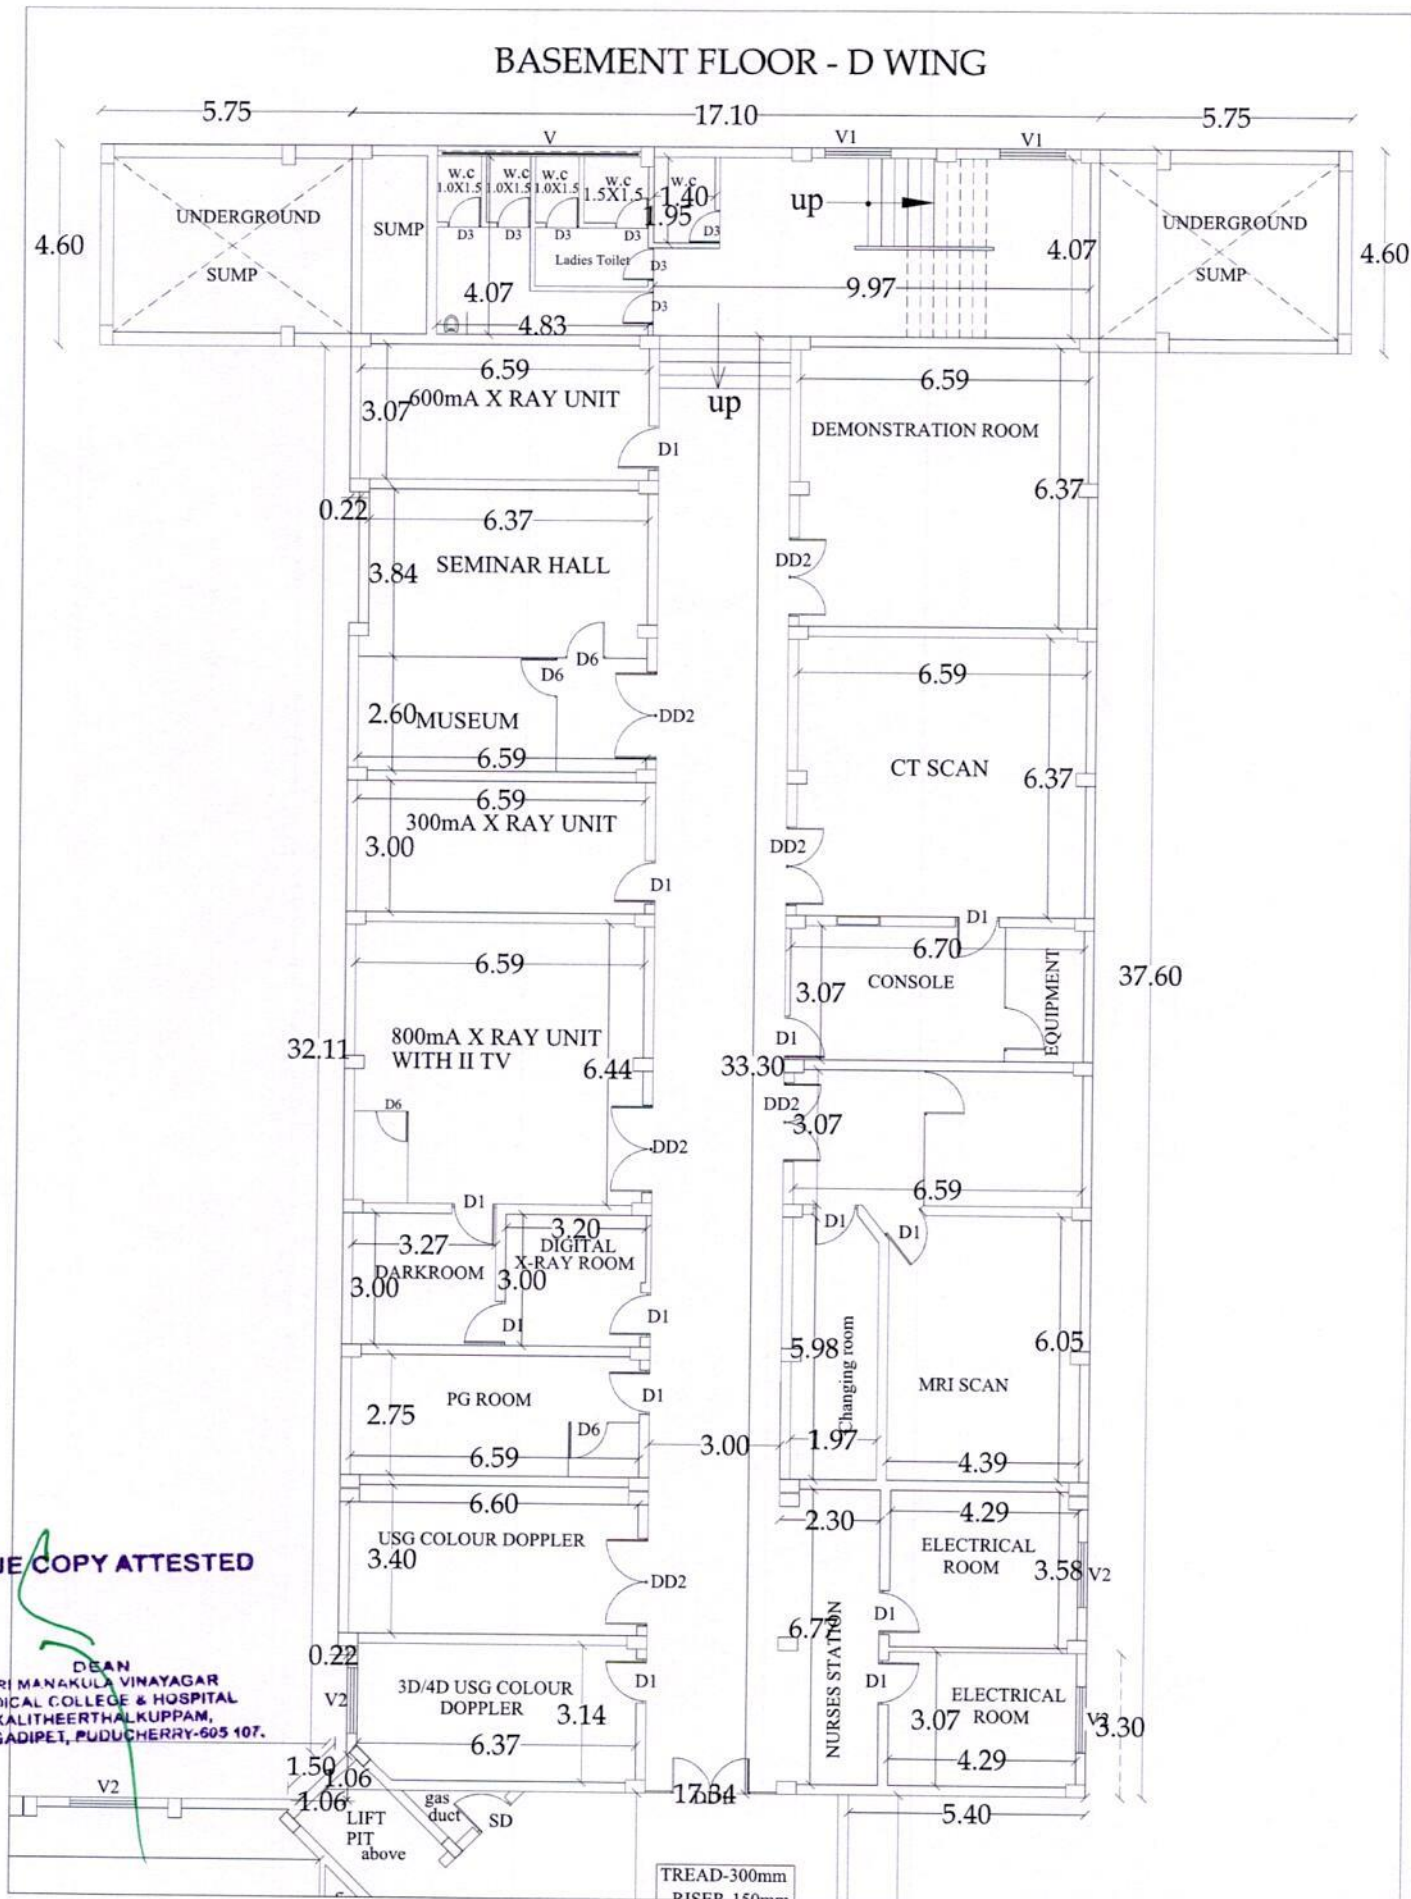 BASEMENT FLOOR - D WING
5.75
17.10
5.75
V
V1
V1
w.c
1.0X1.5
w.c
1.0X1.5
w.c
1.0X1.5
w.c
1.5X1.5
w.c
1.40
1.95
up
UNDERGROUND
SUMP
SUMP
UNDERGROUND
SUMP
4.60
4.60
D3
D3
D3
D3
D3
Ladies Toilet
D3
D3
4.07
4.07
9.97
4.83
6.59
600mA X RAY UNIT
3.07
D1
up
6.59
DEMONSTRATION ROOM
6.37
0.22
6.37
SEMINAR HALL
3.84
DD2
D6
D6
2.60
MUSEUM
DD2
6.59
6.59
CT SCAN
6.37
6.59
300mA X RAY UNIT
3.00
D1
DD2
D1
6.59
6.70
CONSOLE
3.07
EQUIPMENT
37.60
800mA X RAY UNIT
WITH II TV
32.11
6.44
D1
33.30
D6
DD2
3.07
DD2
6.59
D1
3.27
3.20
DARKROOM
DIGITAL
X-RAY ROOM
3.00
3.00
D1
D1
D1
D1
5.98
Changing room
6.05
MRI SCAN
PG ROOM
D1
2.75
D6
6.59
3.00
1.97
4.39
6.60
USG COLOUR DOPPLER
3.40
DD2
2.30
4.29
ELECTRICAL
ROOM
3.58
V2
COPY ATTESTED
D1
NURSES STATION
0.22
DEAN
MANAKULA VINAYAGAR
COLLEGE & HOSPITAL
KALITHEERTHALKUPPAM,
PUDUCHERRY-605 107.
V2
3D/4D USG COLOUR
DOPPLER
3.14
D1
6.37
D1
ELECTRICAL
ROOM
3.07
3.30
4.29
1.50
1.06
1.06
V2
LIFT
PIT
above
gas
duct
SD
17.34
5.40
TREAD-300mm
RISER-150mm